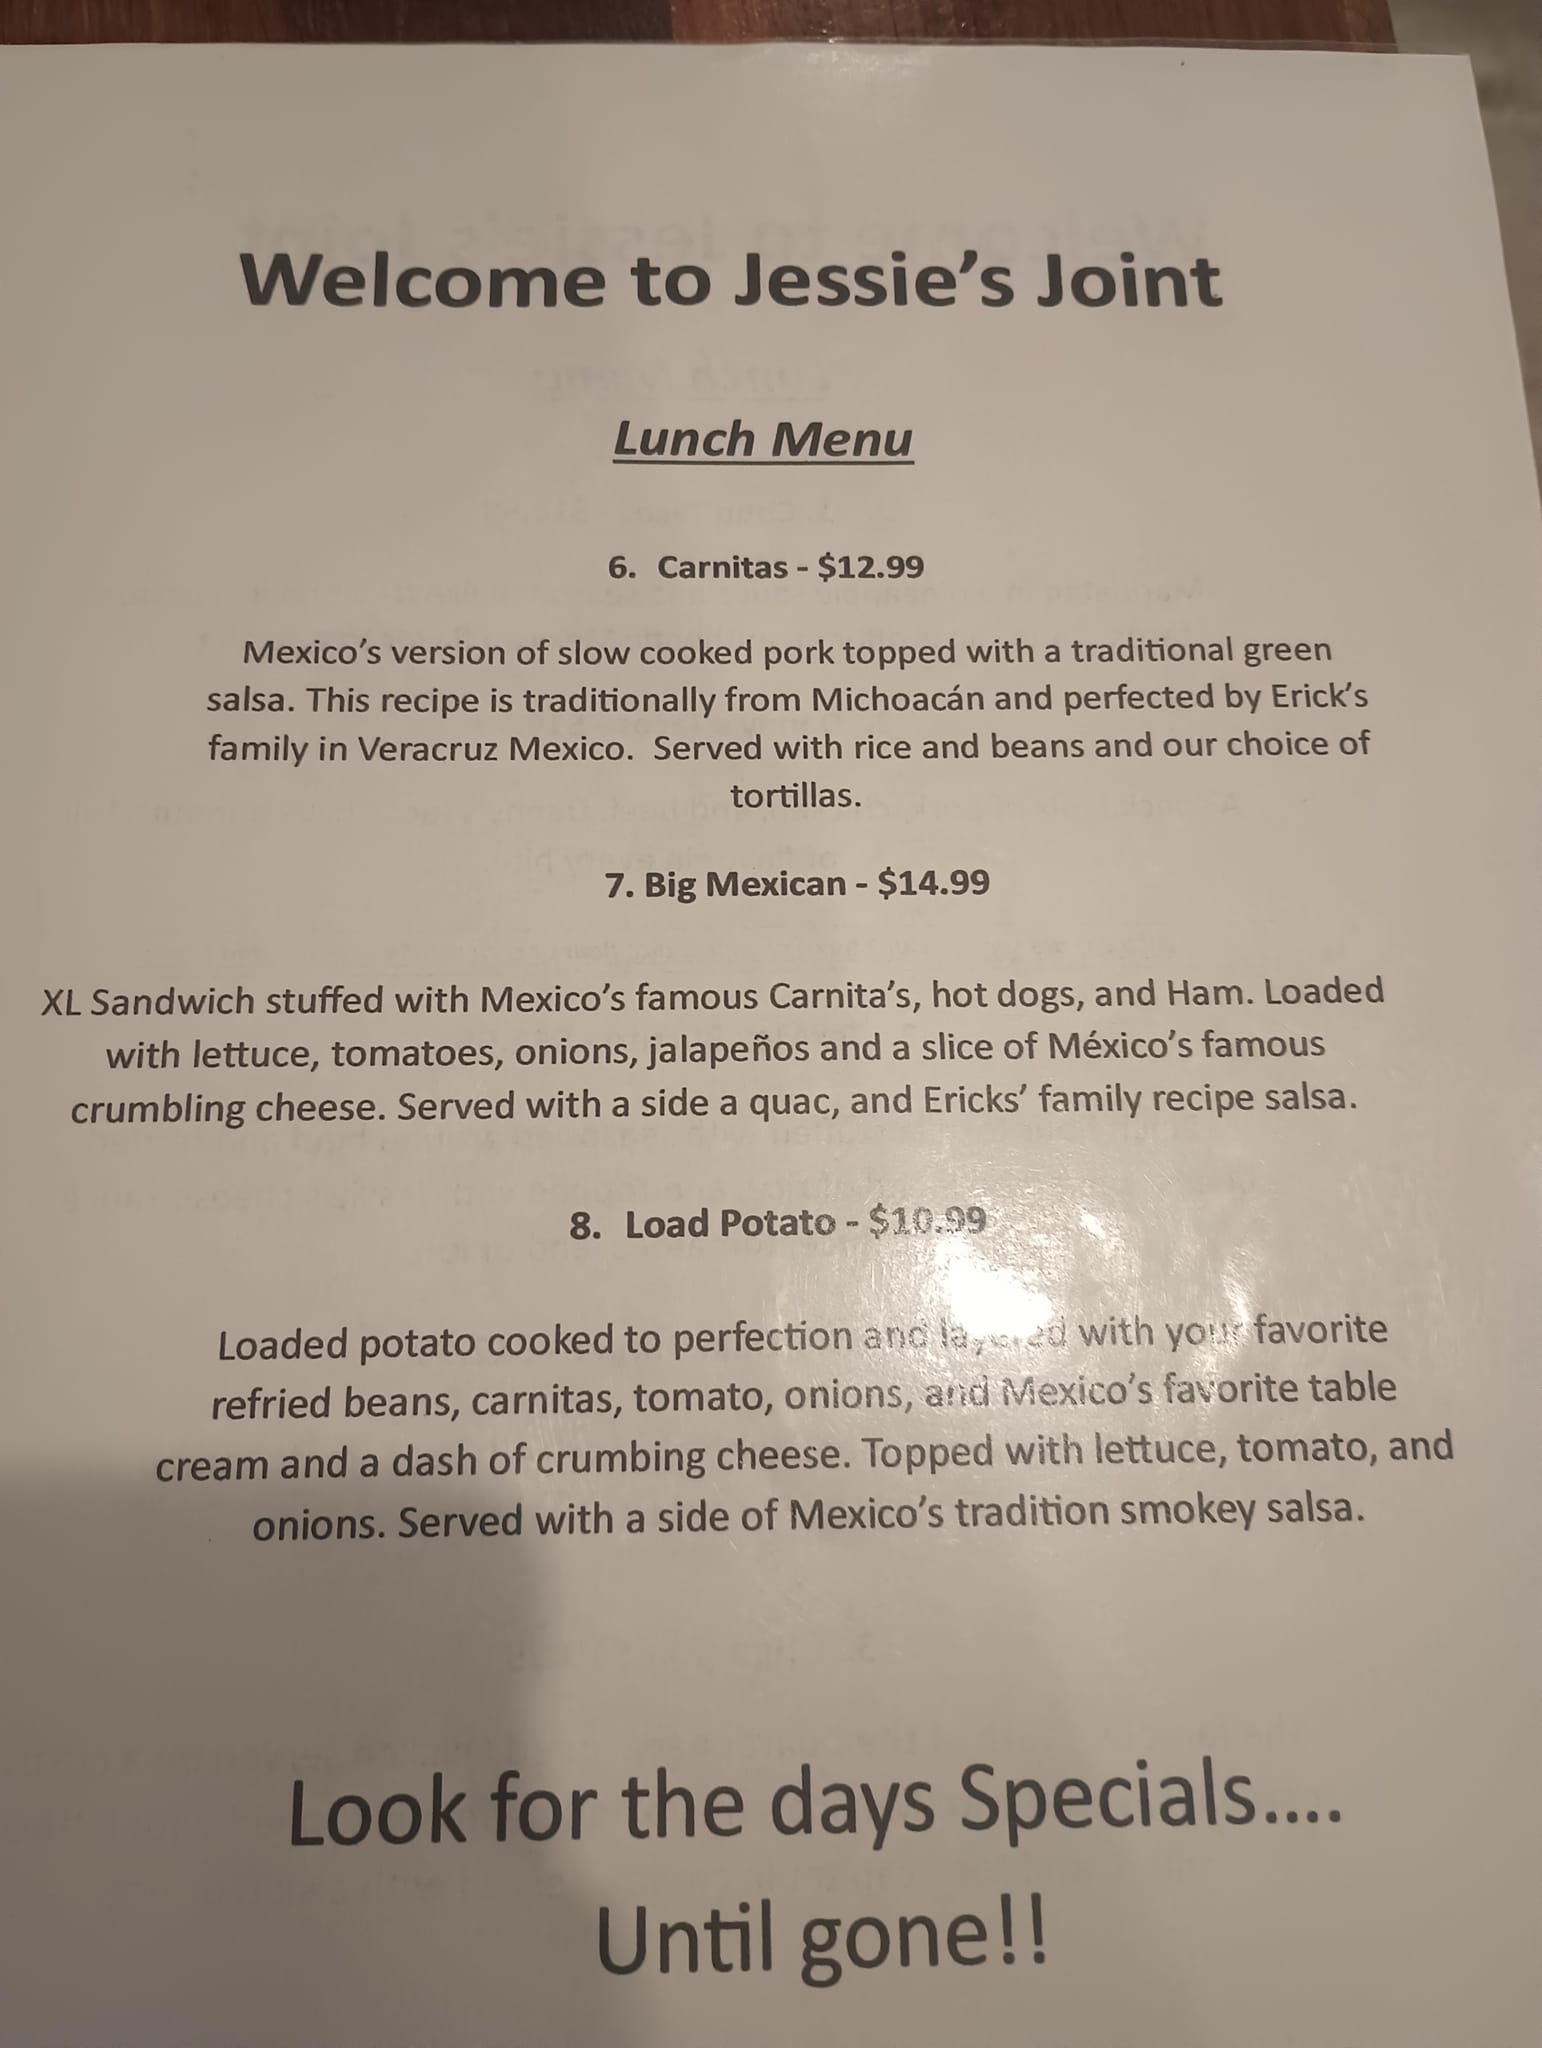 Welcome to Jessie's Joint
Lunch Menu
6. Carnitas - $12.99
Mexico's version of slow cooked pork topped with a traditional green
salsa. This recipe is traditionally from Michoacán and perfected by Erick's
family in Veracruz Mexico. Served with rice and beans and our choice of
tortillas.
7. Big Mexican - $14.99
XL Sandwich stuffed with Mexico's famous Carnita's, hot dogs, and Ham. Loaded
with lettuce, tomatoes, onions, jalapeños and a slice of México's famous
crumbling cheese. Served with a side a quac, and Ericks' family recipe salsa.
8. Load Potato - $10.99
Loaded potato cooked to perfection and layered with your favorite
refried beans, carnitas, tomato, onions, and Mexico's favorite table
cream and a dash of crumbing cheese. Topped with lettuce, tomato, and
onions. Served with a side of Mexico's tradition smokey salsa.
Look for the days Specials....
Until gone!!